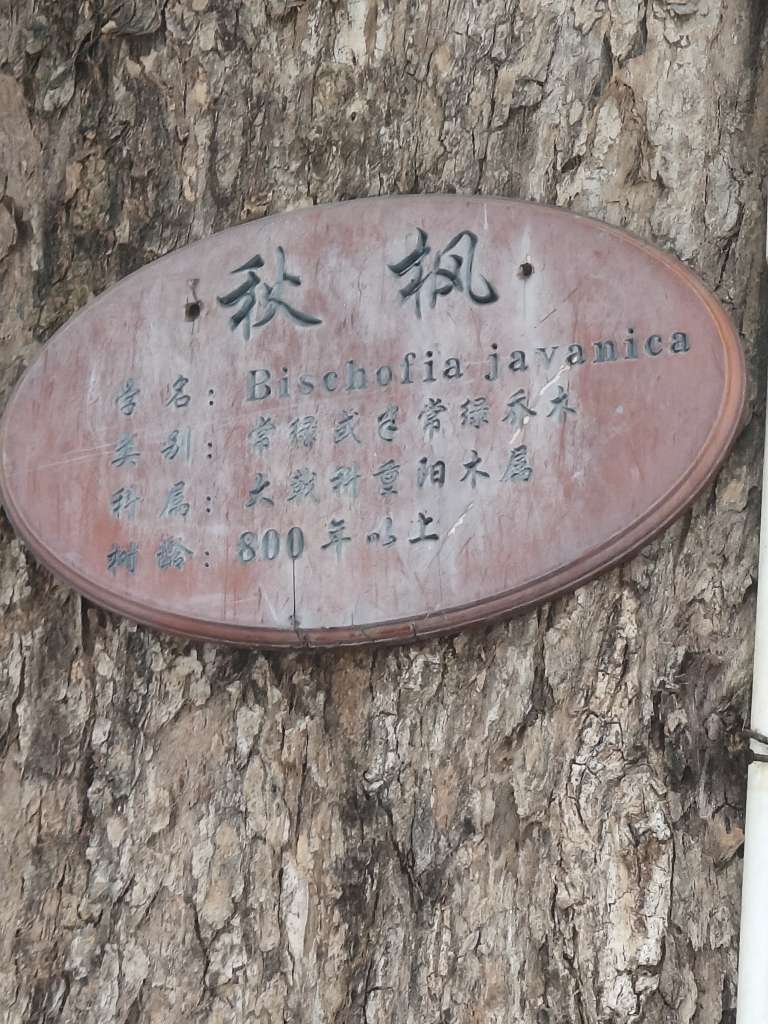 秋枫
学名：Bischofia javanica
类别：常绿或半常绿乔木
科属：大戟科重阳木属
树龄：800年以上